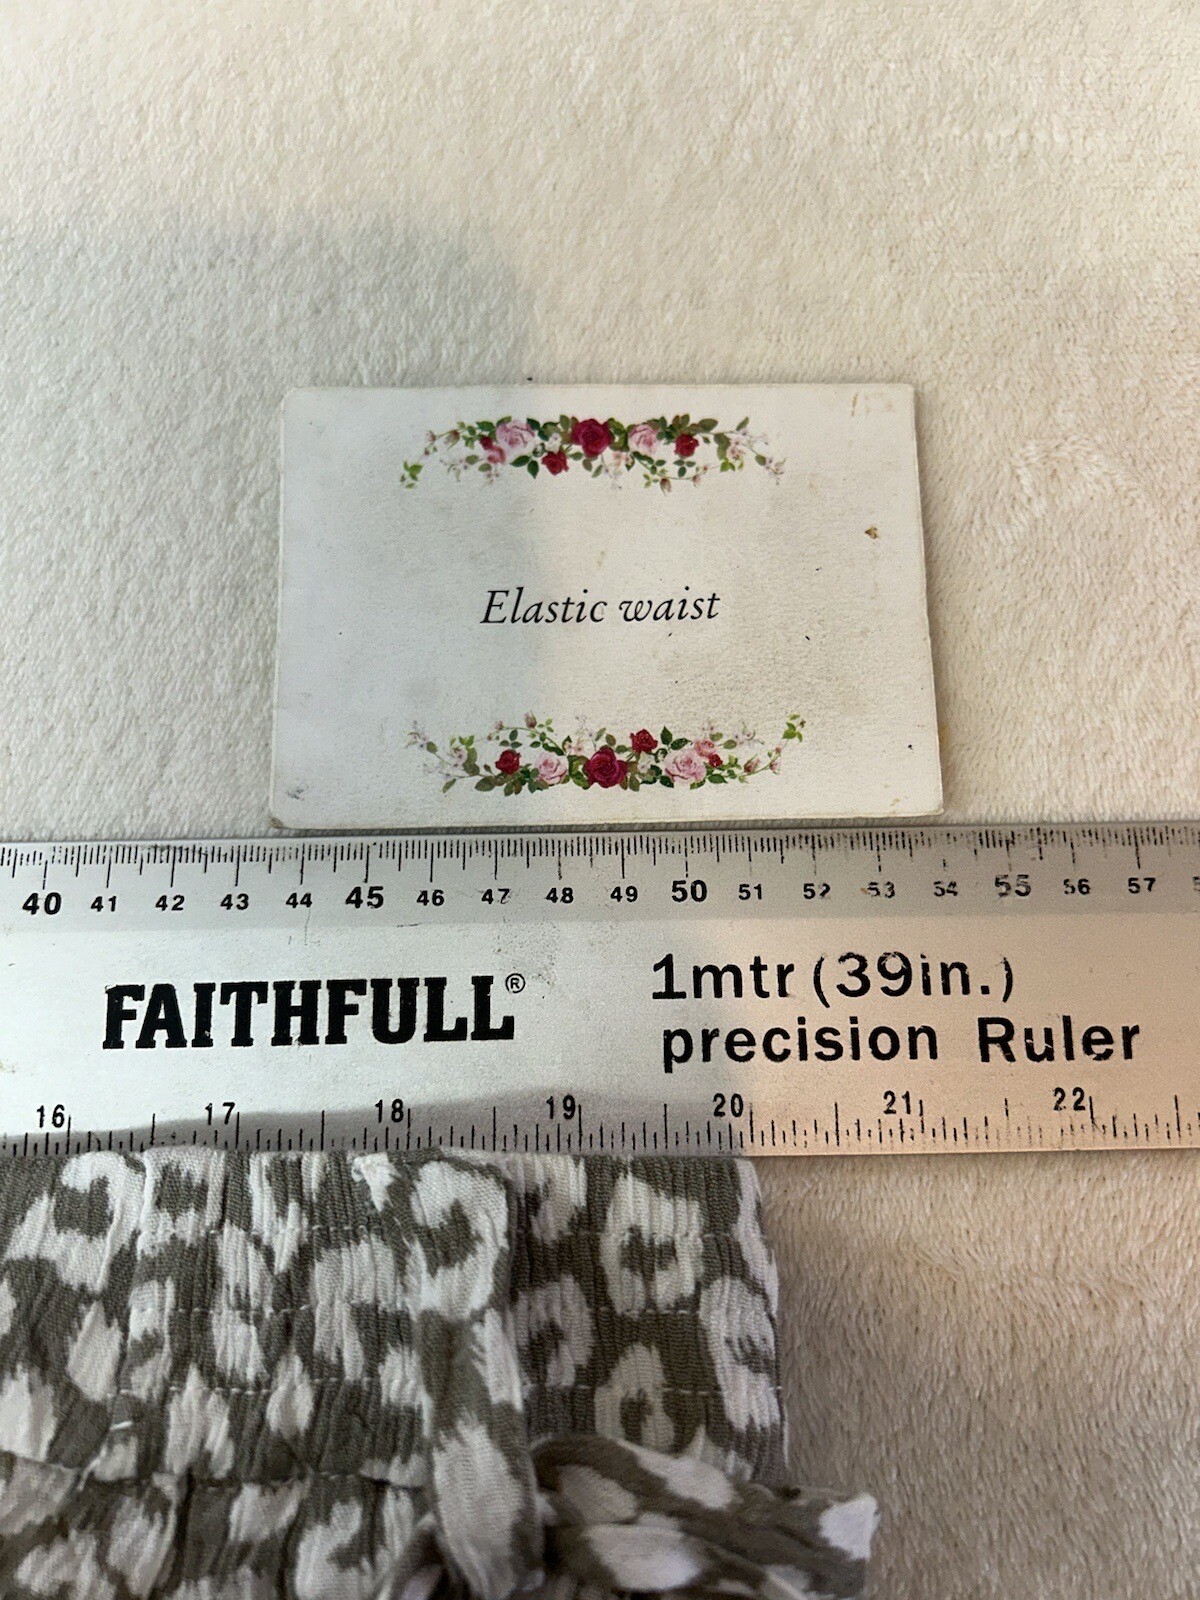 Elastic waist
40 41 42 43 44 45 46 47 48 49 50 51 52 53 54 55 56 57
FAITHFULL®
1mtr (39in.)
precision Ruler
16 17 18 19 20 21 22